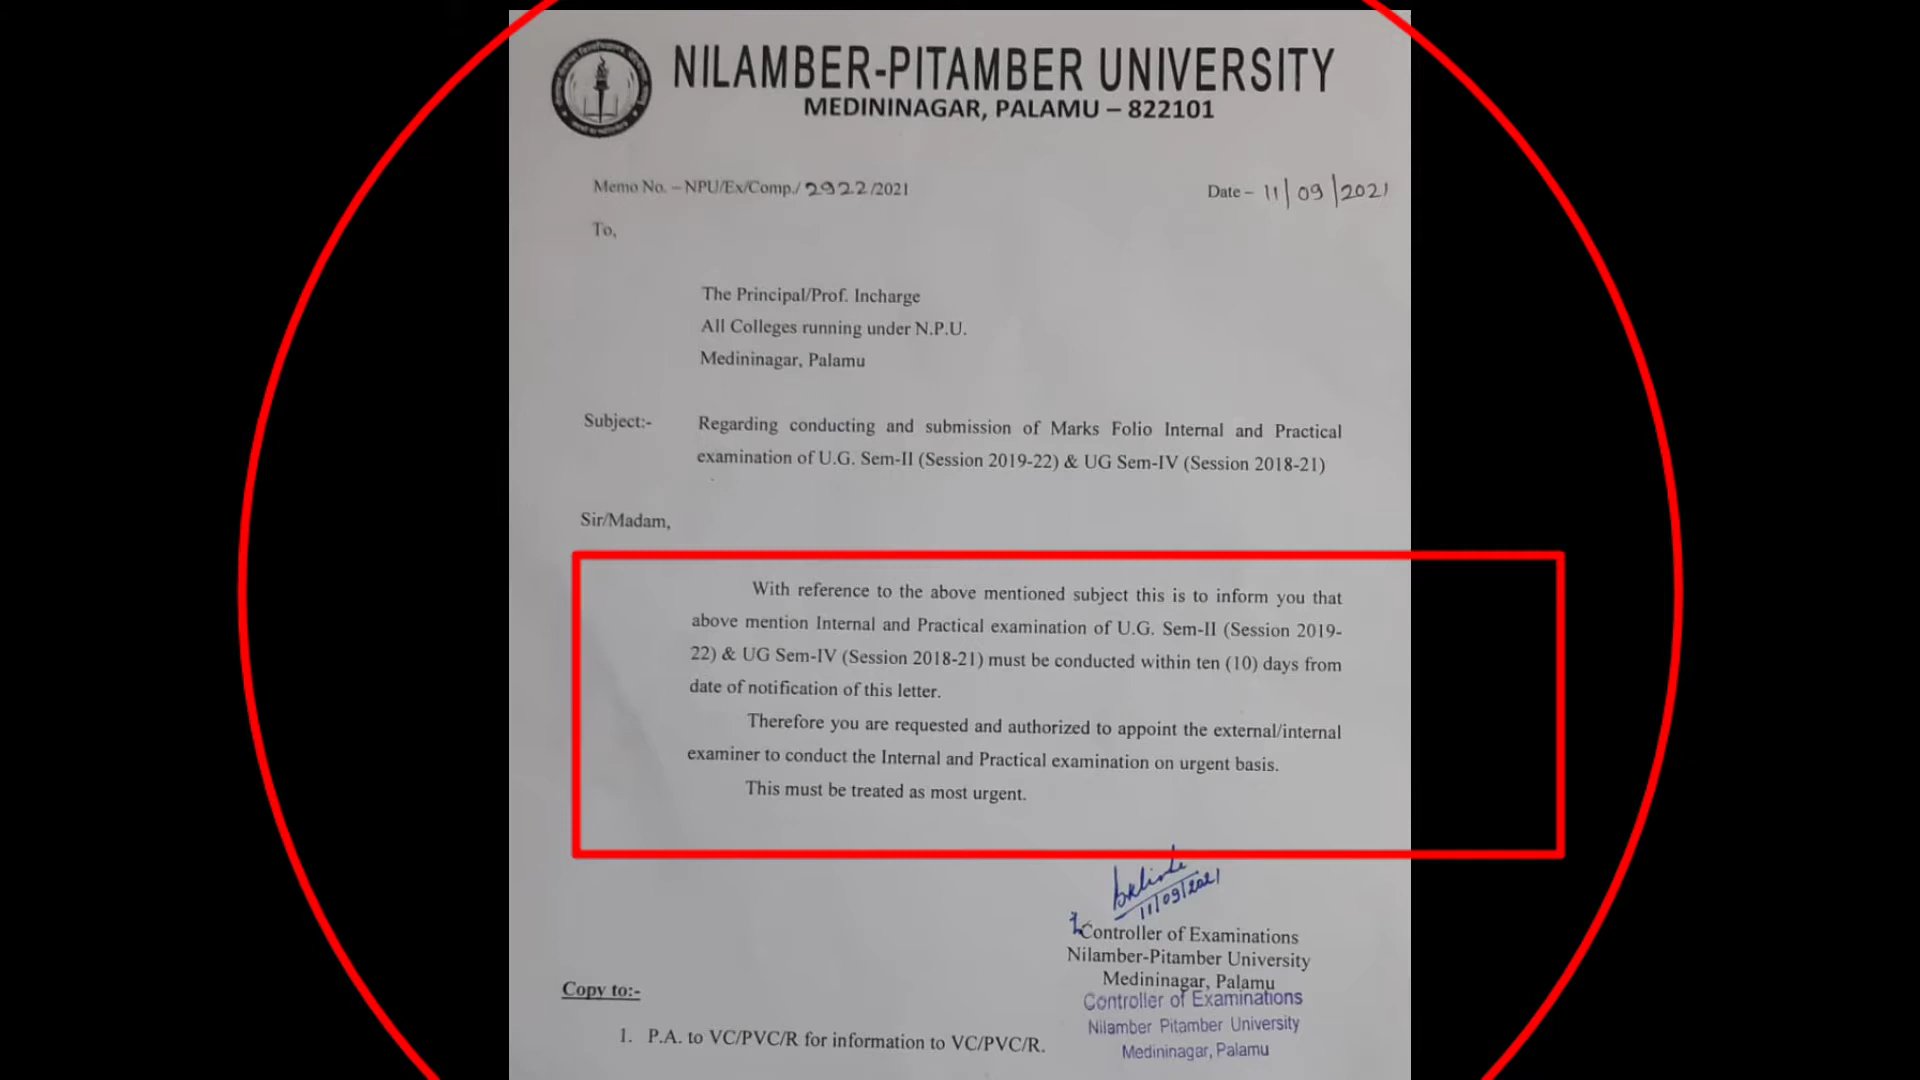 NILAMBER-PITAMBER UNIVERSITY
MEDININAGAR, PALAMU – 822101
Memo No. – NPU/Ex/Comp./ 2922/2021
Date – 11/09/2021
To,
The Principal/Prof. Incharge
All Colleges running under N.P.U.
Medininagar, Palamu
Subject:- Regarding conducting and submission of Marks Folio Internal and Practical
examination of U.G. Sem-II (Session 2019-22) & UG Sem-IV (Session 2018-21)
Sir/Madam,
With reference to the above mentioned subject this is to inform you that
above mention Internal and Practical examination of U.G. Sem-II (Session 2019-
22) & UG Sem-IV (Session 2018-21) must be conducted within ten (10) days from
date of notification of this letter.
Therefore you are requested and authorized to appoint the external/internal
examiner to conduct the Internal and Practical examination on urgent basis.
This must be treated as most urgent.
11/09/2021
Controller of Examinations
Nilamber-Pitamber University
Medininagar, Palamu
Controller of Examinations
Nilamber Pitamber University
Medininagar, Palamu
Copy to:-
1. P.A. to VC/PVC/R for information to VC/PVC/R.